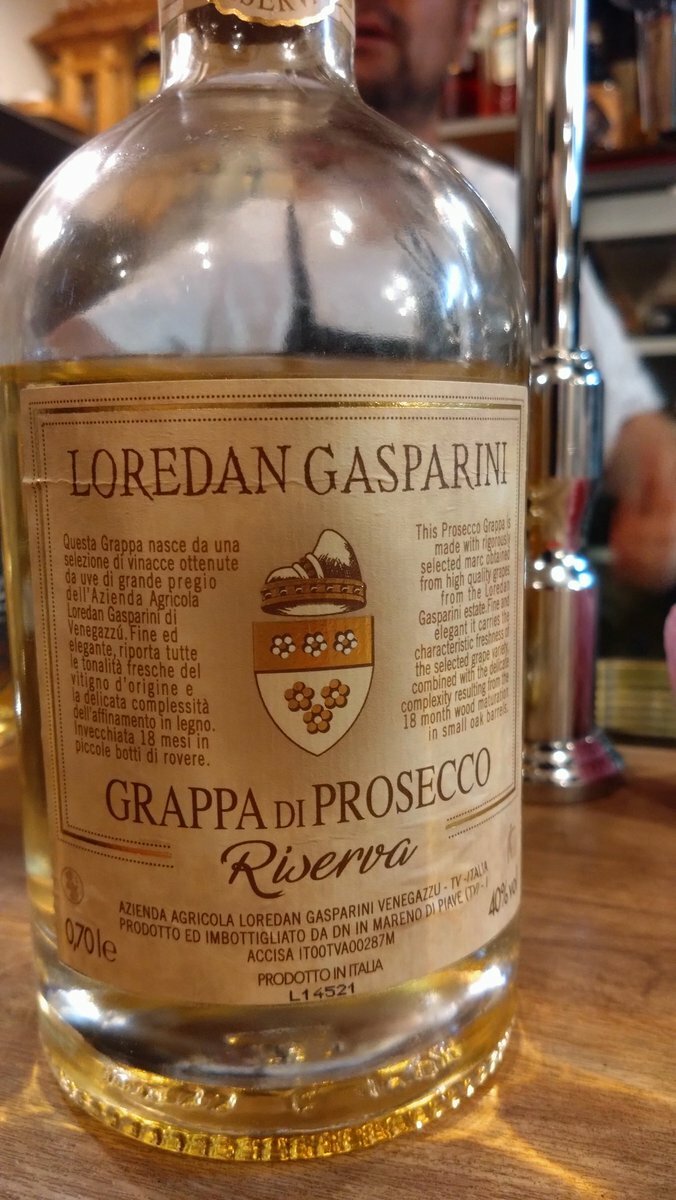 LOREDAN GASPARINI
Questa Grappa nasce da una
selezione di vinacce ottenute
da uve di grande pregio
dell'Azienda Agricola
Loredan Gasparini di
Venegazzú. Fine ed
elegante, riporta tutte
le tonalità fresche del
vitigno d'origine e
la delicata complessità
dell'affinamento in legno.
Invecchiata 18 mesi in
piccole botti di rovere.
This Prosecco Grappa is
made with rigorously
selected marc obtained
from high quality grapes
from the Loredan
Gasparini estate. Fine and
elegant it carries the
characteristic freshness of
the selected grape variety,
combined with the delicate
complexity resulting from the
18 month wood maturation
in small oak barrels.
GRAPPA DI PROSECCO
Riserva
AZIENDA AGRICOLA LOREDAN GASPARINI VENEGAZZU - TV - ITALIA
PRODOTTO ED IMBOTTIGLIATO DA DN IN MARENO DI PIAVE (TV)
ACCISA IT00TVA00287M
0,70 l e
40% vol
PRODOTTO IN ITALIA
L14521